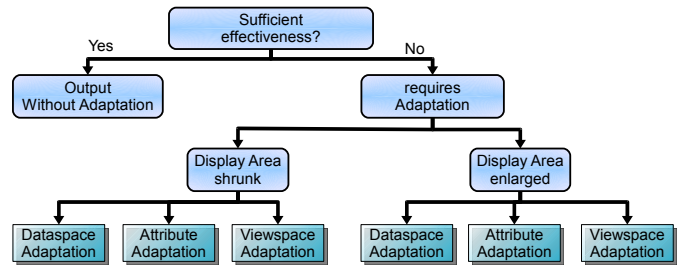 Sufficient
effectiveness?
Yes
No
Output
Without Adaptation
requires
Adaptation
Display Area
shrunk
Display Area
enlarged
Dataspace
Adaptation
Attribute
Adaptation
Viewspace
Adaptation
Dataspace
Adaptation
Attribute
Adaptation
Viewspace
Adaptation